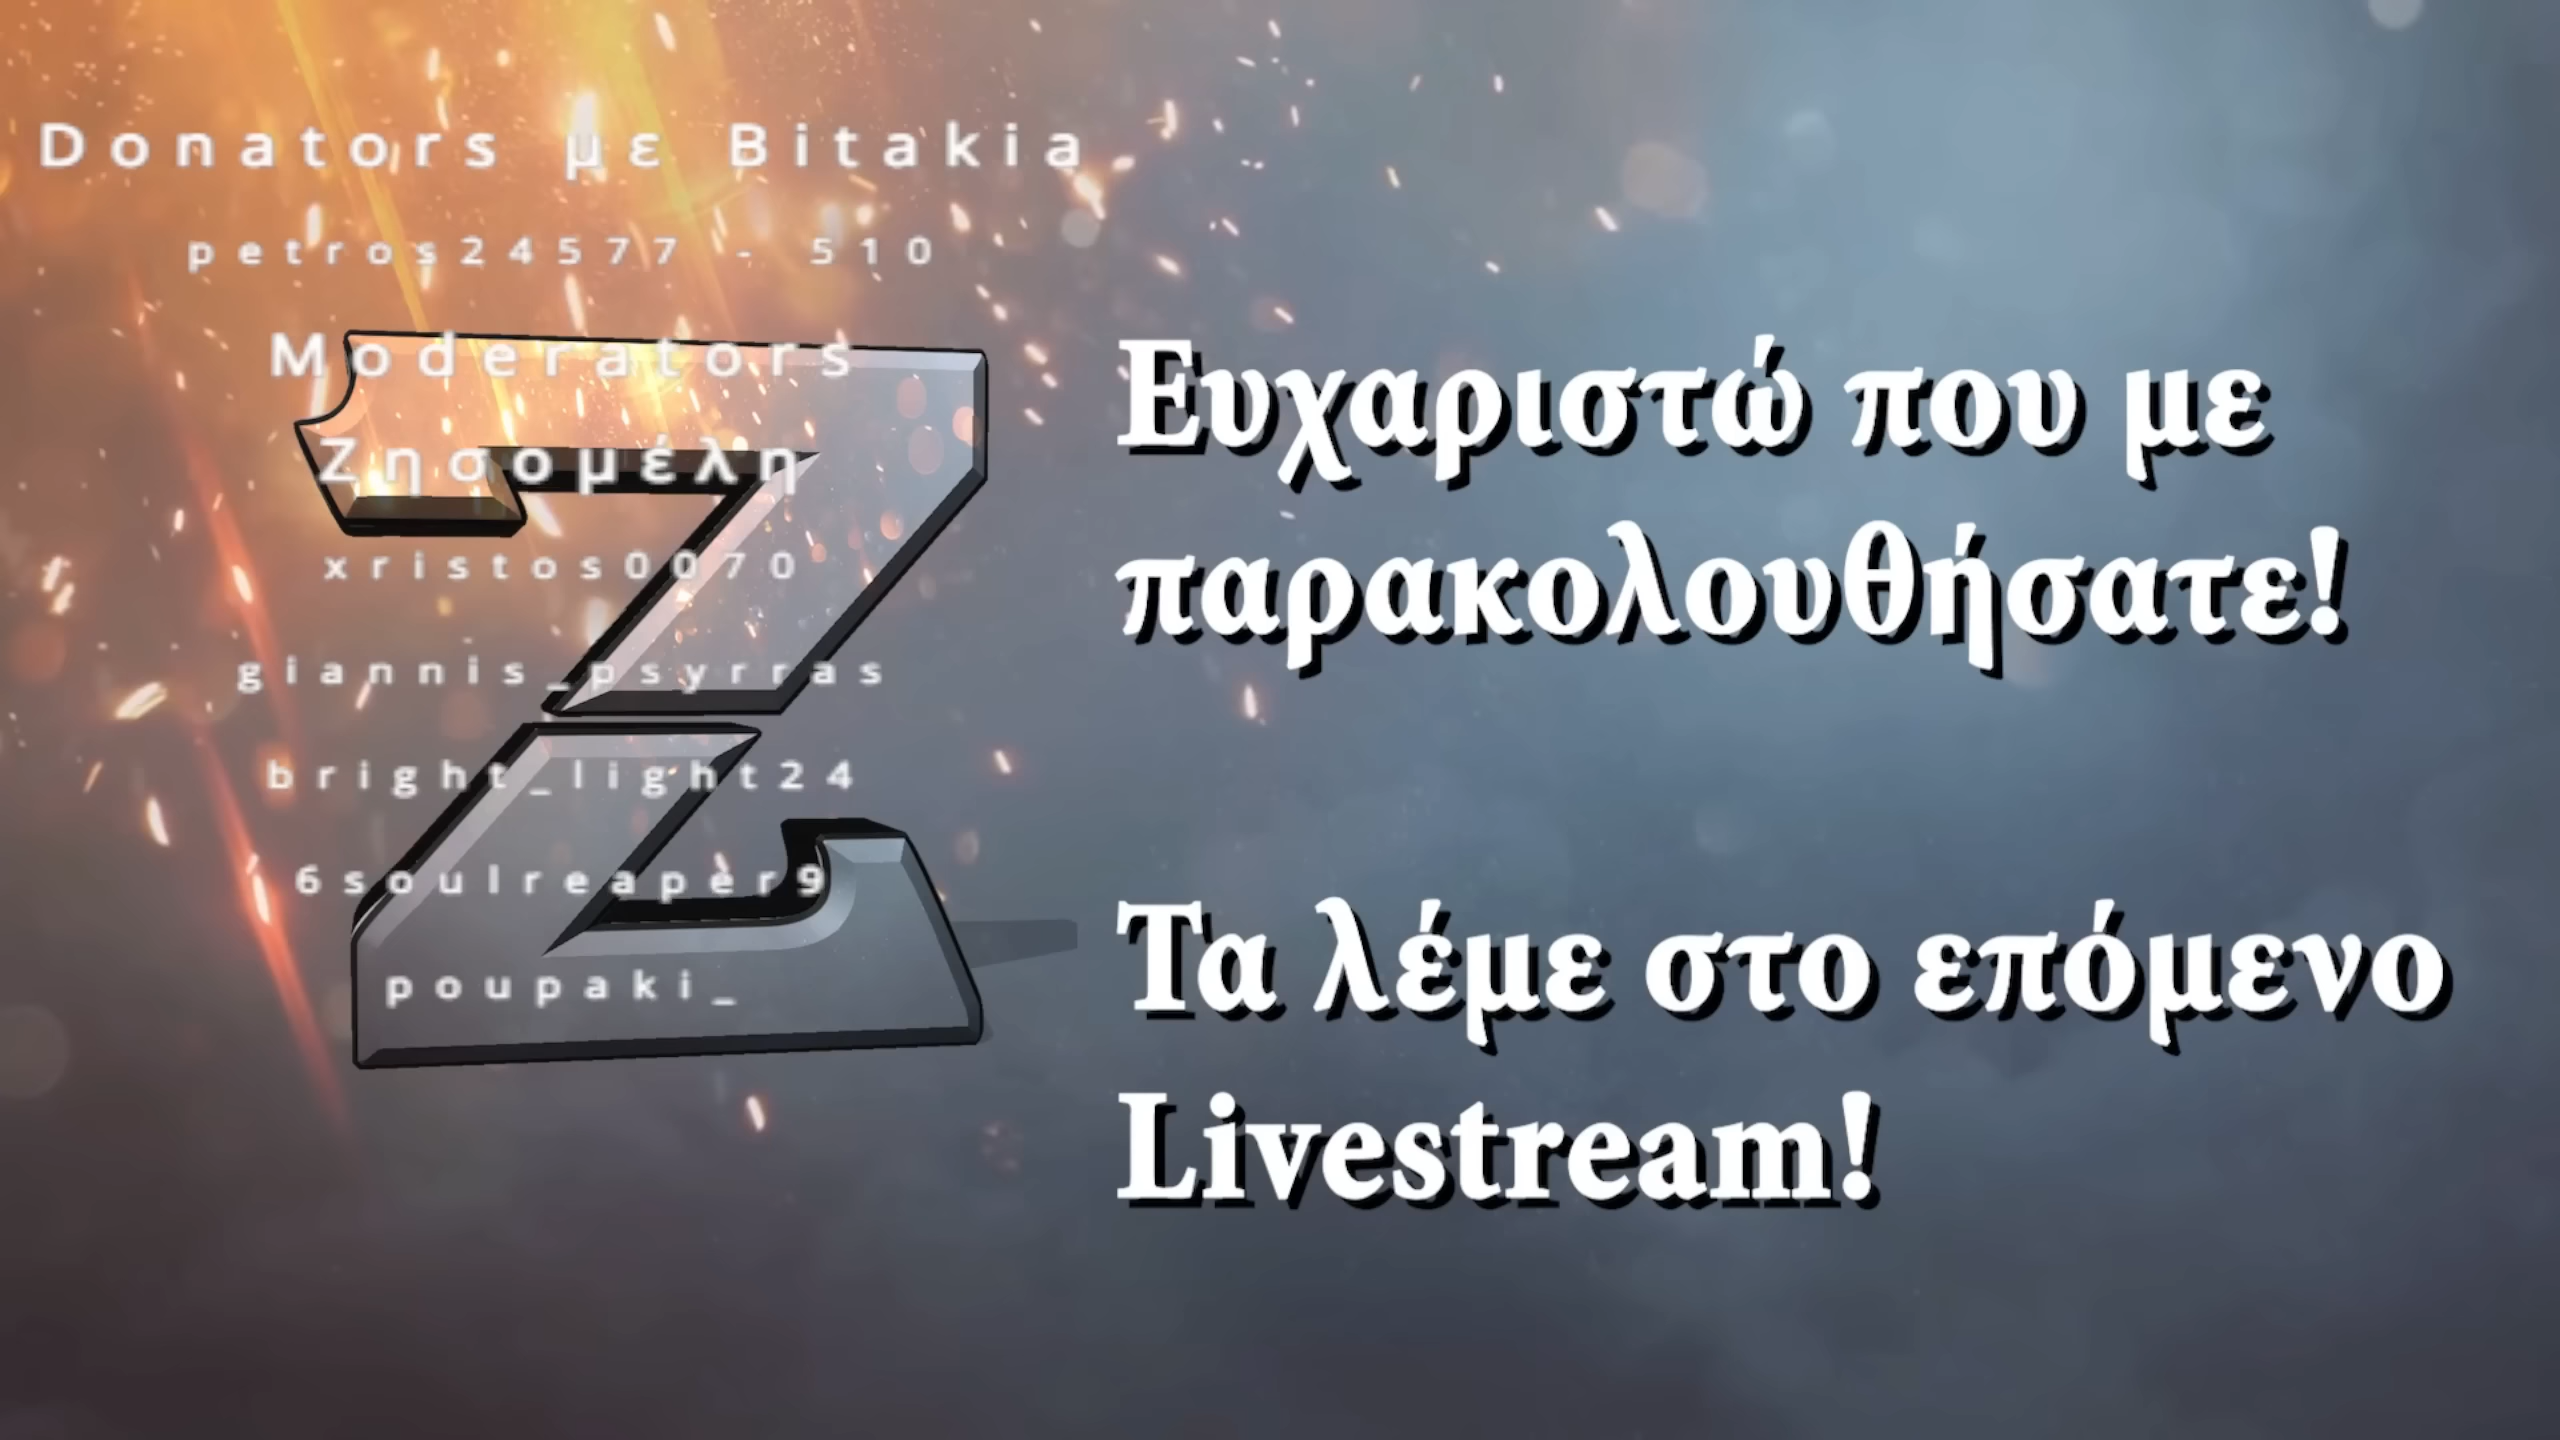 Donators με Bitakia
petros24577 - 510
Moderators
Ζησομέλη
xristos0070
giannis_psyrras
bright_light24
6soulreaper9
poupaki_
Ευχαριστώ που με
παρακολουθήσατε!
Τα λέμε στο επόμενο
Livestream!